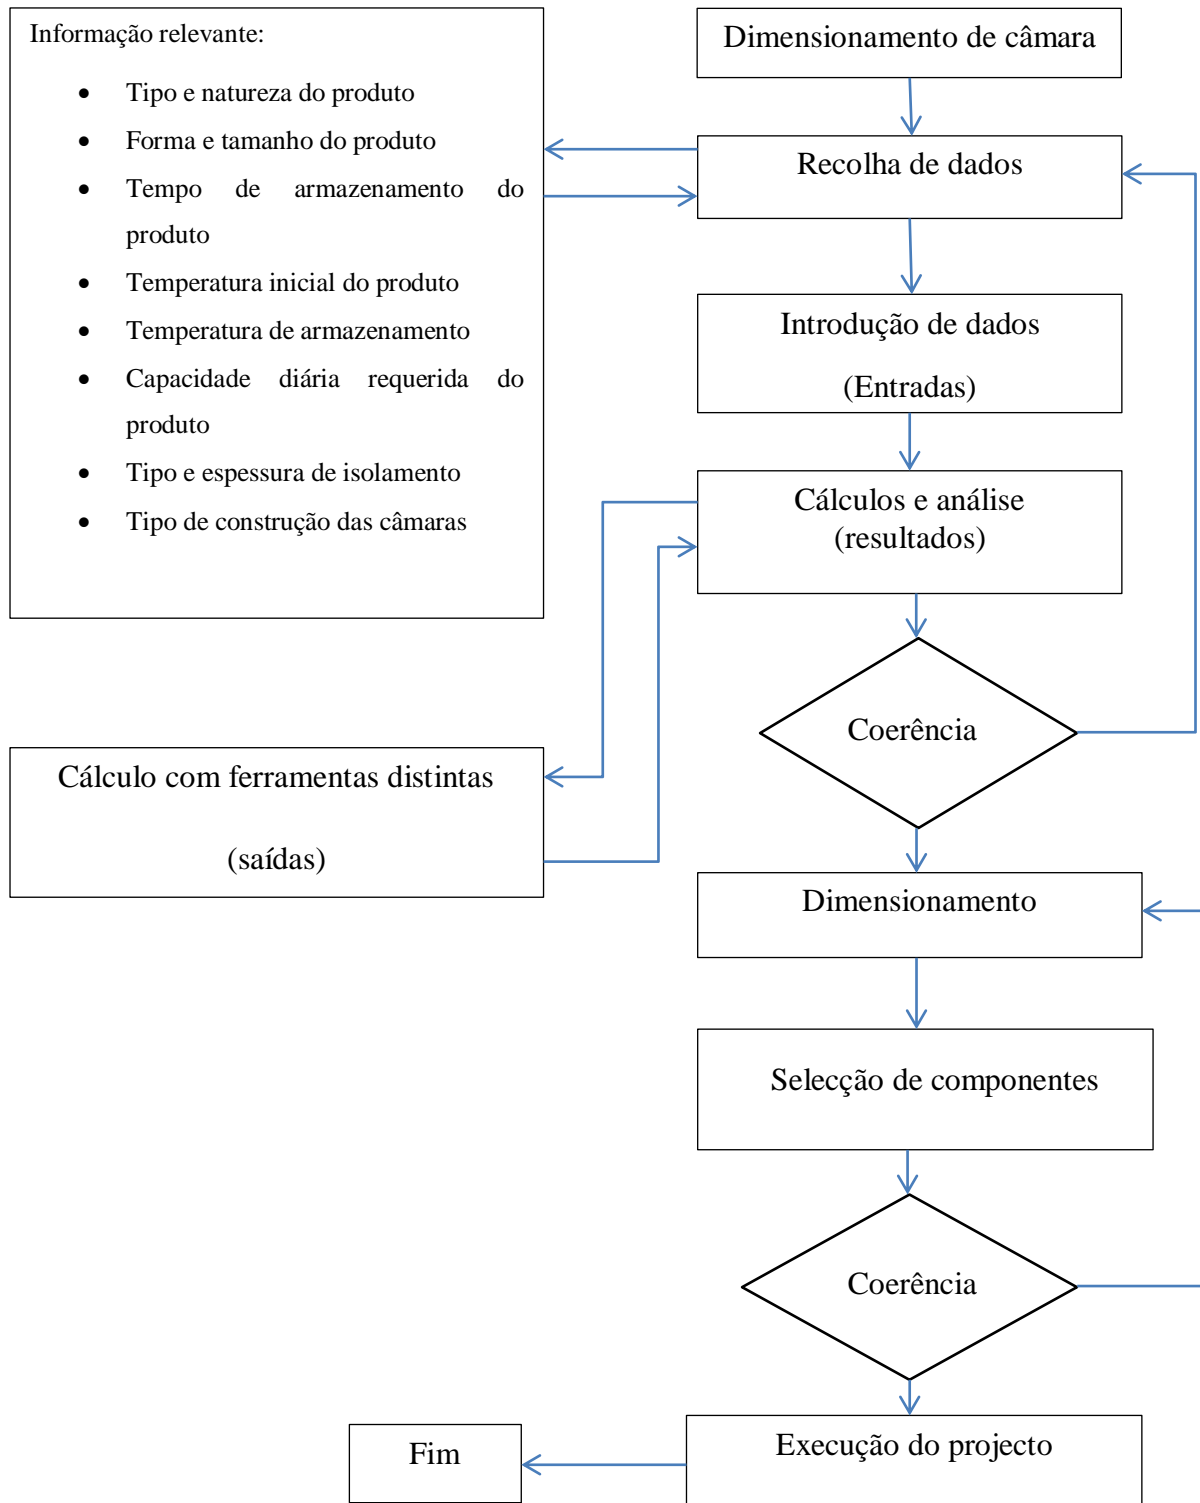 Informação relevante:
• Tipo e natureza do produto
• Forma e tamanho do produto
• Tempo de armazenamento do
produto
• Temperatura inicial do produto
• Temperatura de armazenamento
• Capacidade diária requerida do
produto
• Tipo e espessura de isolamento
• Tipo de construção das câmaras
Dimensionamento de câmara
Recolha de dados
Introdução de dados
(Entradas)
Cálculos e análise
(resultados)
Coerência
Cálculo com ferramentas distintas
(saídas)
Dimensionamento
Selecção de componentes
Coerência
Execução do projecto
Fim